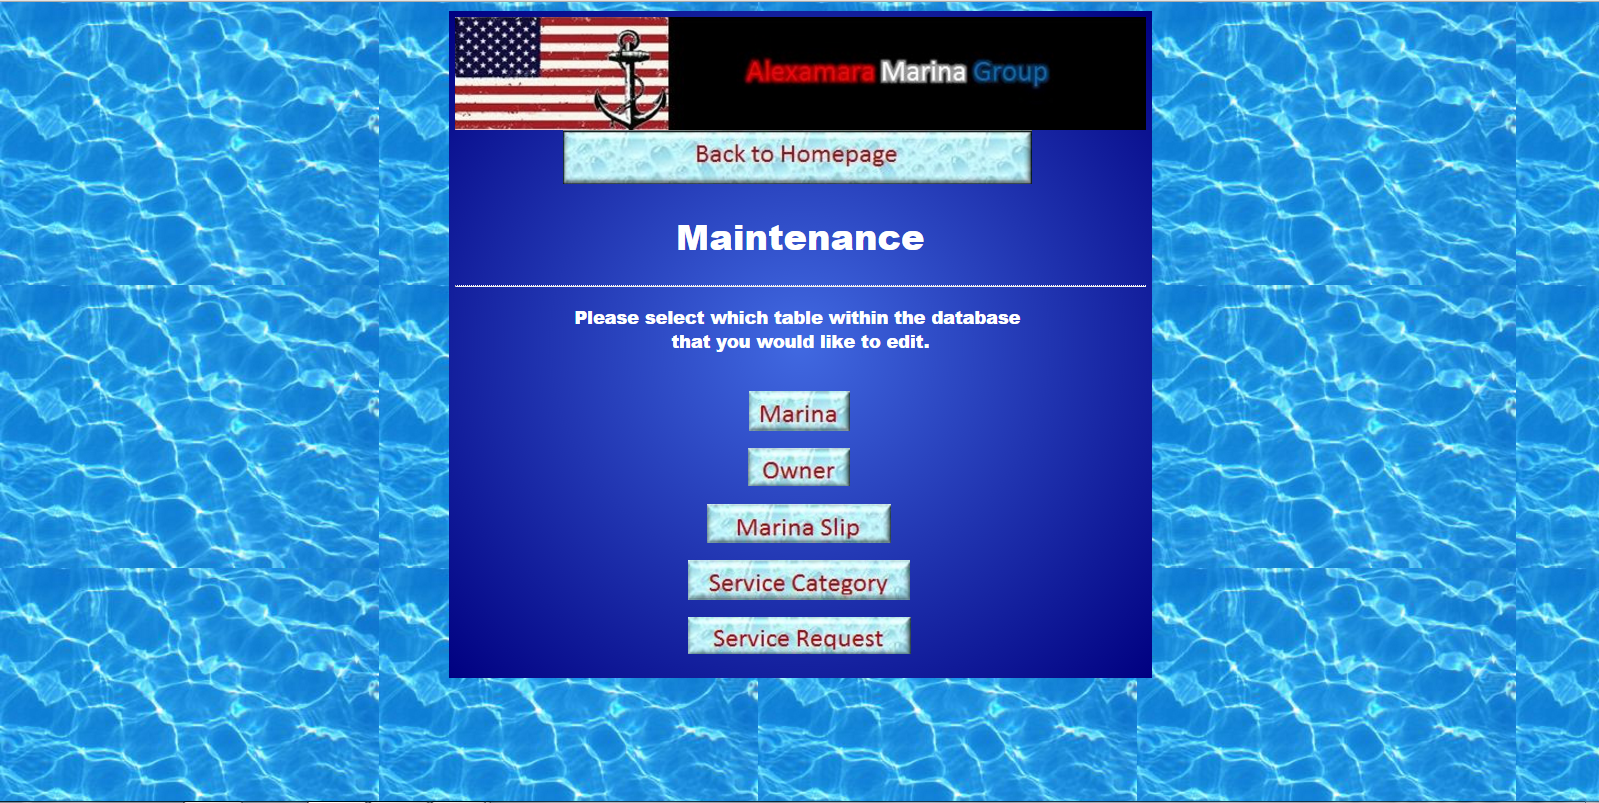 Alexamara Marina Group
Back to Homepage
Maintenance
Please select which table within the database
that you would like to edit.
Marina
Owner
Marina Slip
Service Category
Service Request